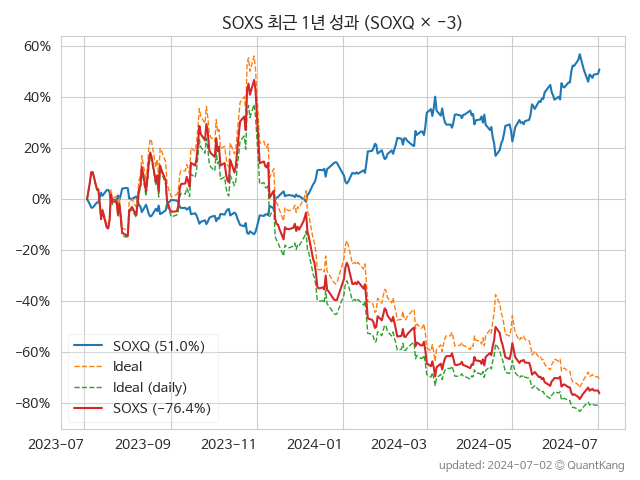 SOXS 최근 1년 성과 (SOXQ × −3)
60%
40%
20%
0%
−20%
−40%
−60%
−80%
SOXQ (51.0%)
Ideal
Ideal (daily)
SOXS (−76.4%)
2023-07 2023-09 2023-11 2024-01 2024-03 2024-05 2024-07
updated: 2024-07-02 ⓒ QuantKang